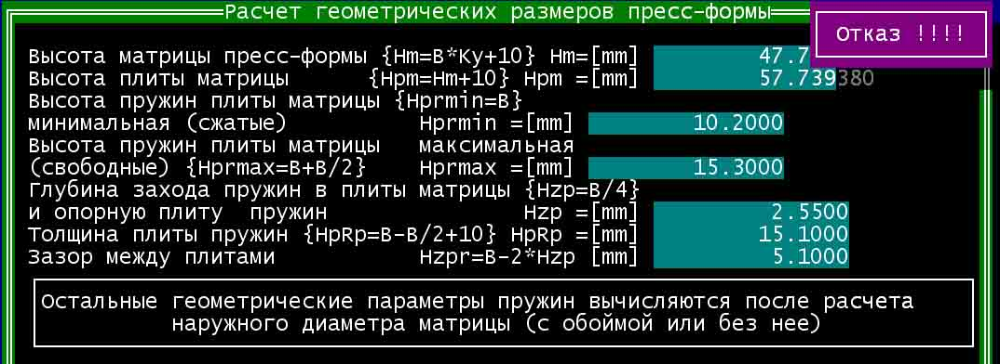 Расчет геометрических размеров пресс-формы
Отказ !!!!
Высота матрицы пресс-формы {Hm=B*Ky+10} Hm=[mm] 47.7
Высота плиты матрицы {Hpm=Hm+10} Hpm =[mm] 57.739380
Высота пружин плиты матрицы {Hprmin=B}
минимальная (сжатые) Hprmin =[mm] 10.2000
Высота пружин плиты матрицы максимальная
(свободные) {Hprmax=B+B/2} Hprmax =[mm] 15.3000
Глубина захода пружин в плиты матрицы {Hzp=B/4}
и опорную плиту пружин Hzp =[mm] 2.5500
Толщина плиты пружин {HpRp=B-B/2+10} HpRp =[mm] 15.1000
Зазор между плитами Hzpr=B-2*Hzp [mm] 5.1000
Остальные геометрические параметры пружин вычисляются после расчета
наружного диаметра матрицы (с обоймой или без нее)